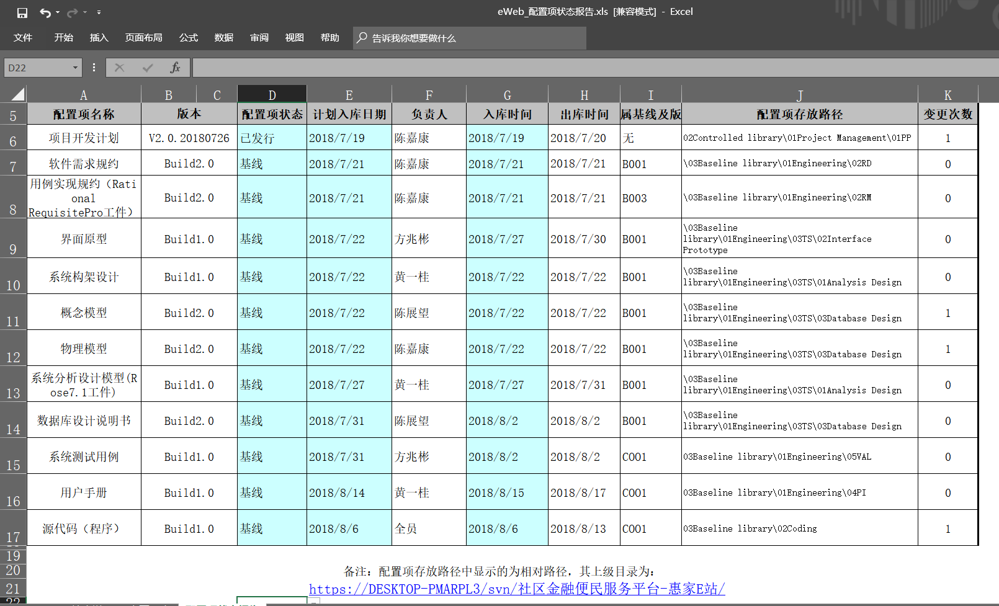 eWeb_配置项状态报告.xls [兼容模式] - Excel
文件 开始 插入 页面布局 公式 数据 审阅 视图 帮助 告诉我你想要做什么
D22 fx
A B C D E F G H I J K
5 配置项名称 版本 配置项状态 计划入库日期 负责人 入库时间 出库时间 属基线及版 配置项存放路径 变更次数
6 项目开发计划 V2.0.20180726 已发行 2018/7/19 陈嘉康 2018/7/19 2018/7/20 无 02Controlled library\01Project Management\01PP 1
7 软件需求规约 Build2.0 基线 2018/7/21 陈嘉康 2018/7/21 2018/7/21 B001 \03Baseline library\01Engineering\02RD 0
用例实现规约（Rati
onal
8 RequisitePro工件） Build2.0 基线 2018/7/21 陈嘉康 2018/7/21 2018/7/21 B003 \03Baseline library\01Engineering\02RM 0
\03Baseline
9 界面原型 Build1.0 基线 2018/7/22 方兆彬 2018/7/27 2018/7/30 B001 library\01Engineering\03TS\02Interface 0
Prototype
\03Baseline
10 系统构架设计 Build1.0 基线 2018/7/22 黄一桂 2018/7/22 2018/7/22 B001 library\01Engineering\03TS\01Analysis Design 0
\03Baseline
11 概念模型 Build2.0 基线 2018/7/22 陈展望 2018/7/22 2018/7/22 B001 library\01Engineering\03TS\03Database Design 1
\03Baseline
12 物理模型 Build2.0 基线 2018/7/22 陈嘉康 2018/7/22 2018/7/22 B001 library\01Engineering\03TS\03Database Design 1
系统分析设计模型(R \03Baseline
13 ose7.1工件) Build1.0 基线 2018/7/27 黄一桂 2018/7/27 2018/7/31 B001 library\01Engineering\03TS\01Analysis Design 0
\03Baseline
14 数据库设计说明书 Build2.0 基线 2018/7/31 陈展望 2018/8/2 2018/8/2 B001 library\01Engineering\03TS\03Database Design 0
15 系统测试用例 Build1.0 基线 2018/7/31 方兆彬 2018/8/2 2018/8/2 C001 03Baseline library\01Engineering\05VAL 0
16 用户手册 Build1.0 基线 2018/8/14 黄一桂 2018/8/15 2018/8/17 C001 03Baseline library\01Engineering\04PI 0
17 源代码（程序） Build1.0 基线 2018/8/6 全员 2018/8/6 2018/8/13 C001 03Baseline library\02Coding 1
19
20 备注：配置项存放路径中显示的为相对路径，其上级目录为：
21 https://DESKTOP-PMARPL3/svn/社区金融便民服务平台-惠家E站/
22